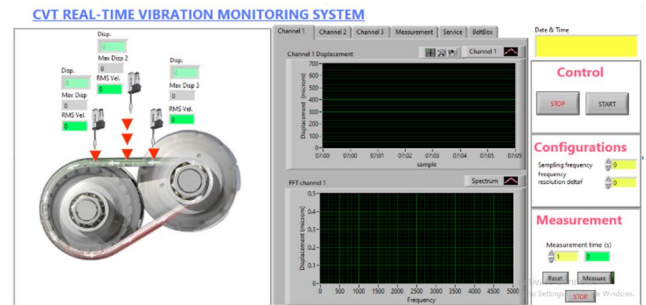 CVT REAL-TIME VIBRATION MONITORING SYSTEM
Disp.
0
Max Disp 2
0
RMS Vel.
0
Disp.
0
Max Disp
0
RMS Vel.
0
Disp.
0
Max Disp 3
0
RMS Vel.
0
Channel 1 Channel 2 Channel 3 Measurement Service BeltBox
Channel 1 Displacement
Channel 1
Displacement (microns)
700-
600-
500-
400-
300-
200-
100-
0-
07:00 07:00 07:01 07:02 07:03 07:04 07:05
sample
FFT channel 1
Spectrum
Displacement (microns)
0.5-
0.4-
0.2-
0.1-
0-
0 500 1000 1500 2000 2500 3000 3500 4000 4500 5000
Frequency
Date & Time
Control
STOP START
Configurations
Sampling frequency 0
Frequency
resolution deltaF 0
Measurement
Measurement time (s)
1 0
Reset Measure
STOP
Windows.